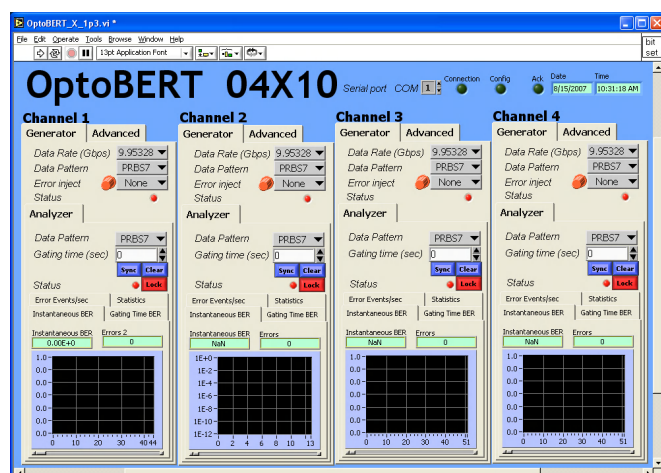 OptoBERT_X_1p3.vi *
File Edit Operate Tools Browse Window Help
13pt Application Font
bit
set
OptoBERT 04X10
Serial port COM 1
Connection Config Ack Date Time
8/15/2007 10:31:18 AM
Channel 1
Generator Advanced
Data Rate (Gbps) 9.95328
Data Pattern PRBS7
Error inject None
Status
Analyzer
Data Pattern PRBS7
Gating time (sec) 0
Sync Clear
Status Lock
Error Events/sec Statistics
Instantaneous BER Gating Time BER
Instantaneous BER Errors 2
0.00E+0 0
1.0
0.0
0.0
0.0
0.0
0.0
0 10 20 30 40 44
Channel 2
Generator Advanced
Data Rate (Gbps) 9.95328
Data Pattern PRBS7
Error inject None
Status
Analyzer
Data Pattern PRBS7
Gating time (sec) 0
Sync Clear
Status Lock
Error Events/sec Statistics
Instantaneous BER Gating Time BER
Instantaneous BER Errors
NaN 0
1E+0
1E-2
1E-4
1E-6
1E-8
1E-10
1E-12
0 2 4 6 8 10 13
Channel 3
Generator Advanced
Data Rate (Gbps) 9.95328
Data Pattern PRBS7
Error inject None
Status
Analyzer
Data Pattern PRBS7
Gating time (sec) 0
Sync Clear
Status Lock
Error Events/sec Statistics
Instantaneous BER Gating Time BER
Instantaneous BER Errors
NaN 0
1.0
0.0
0.0
0.0
0.0
0.0
0 10 20 30 40 51
Channel 4
Generator Advanced
Data Rate (Gbps) 9.95328
Data Pattern PRBS7
Error inject None
Status
Analyzer
Data Pattern PRBS7
Gating time (sec) 0
Sync Clear
Status Lock
Error Events/sec Statistics
Instantaneous BER Gating Time BER
Instantaneous BER Errors
NaN 0
1.0
0.0
0.0
0.0
0.0
0.0
0 10 20 30 40 51